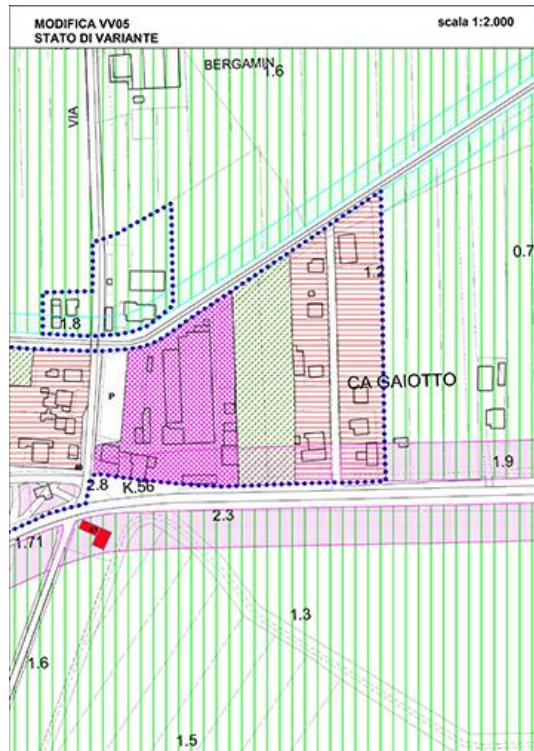 MODIFICA VV05
scala 1:2.000
STATO DI VARIANTE
BERGAMIN
1.6
VIA
0.7
1.2
1.8
CA GAIOTTO
P
1.9
2.8
K.56
2.3
1.71
1.3
1.6
1.5